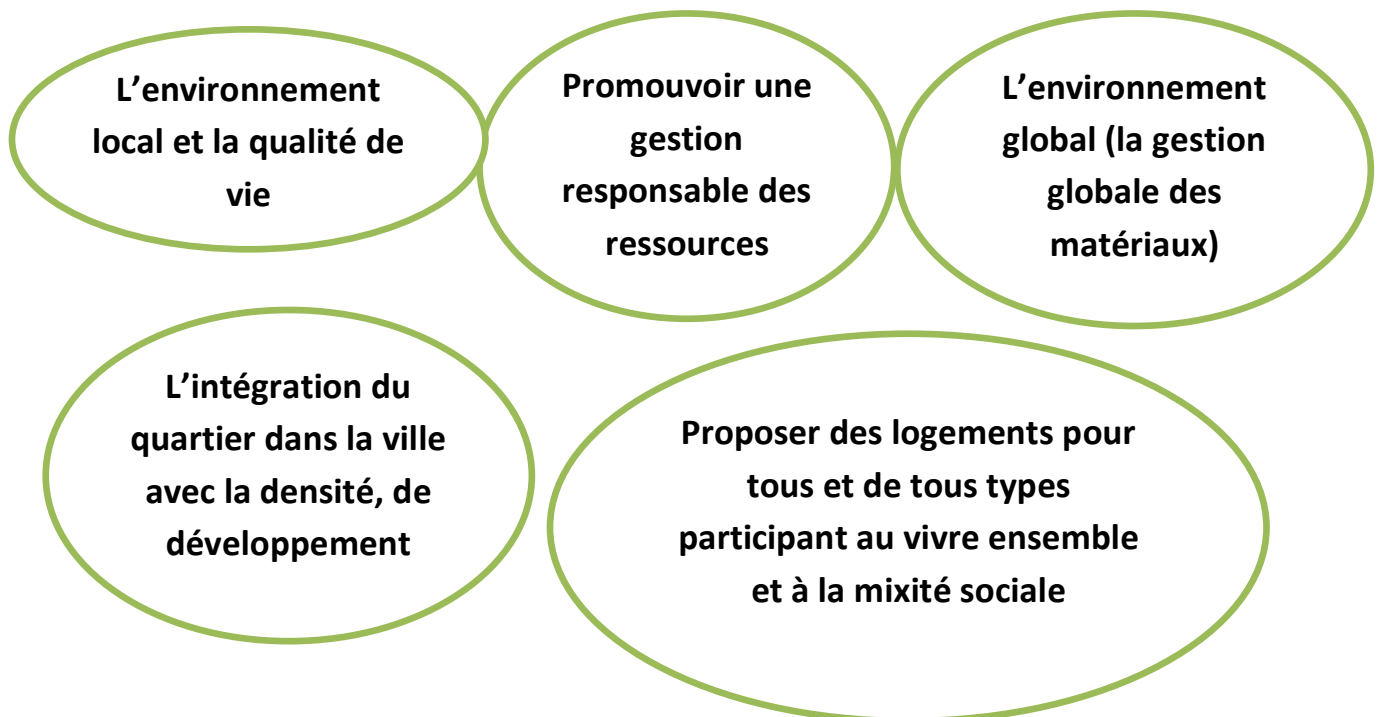 L’environnement
local et la qualité de
vie
Promouvoir une
gestion
responsable des
ressources
L’environnement
global (la gestion
globale des
matériaux)
L’intégration du
quartier dans la ville
avec la densité, de
développement
Proposer des logements pour
tous et de tous types
participant au vivre ensemble
et à la mixité sociale